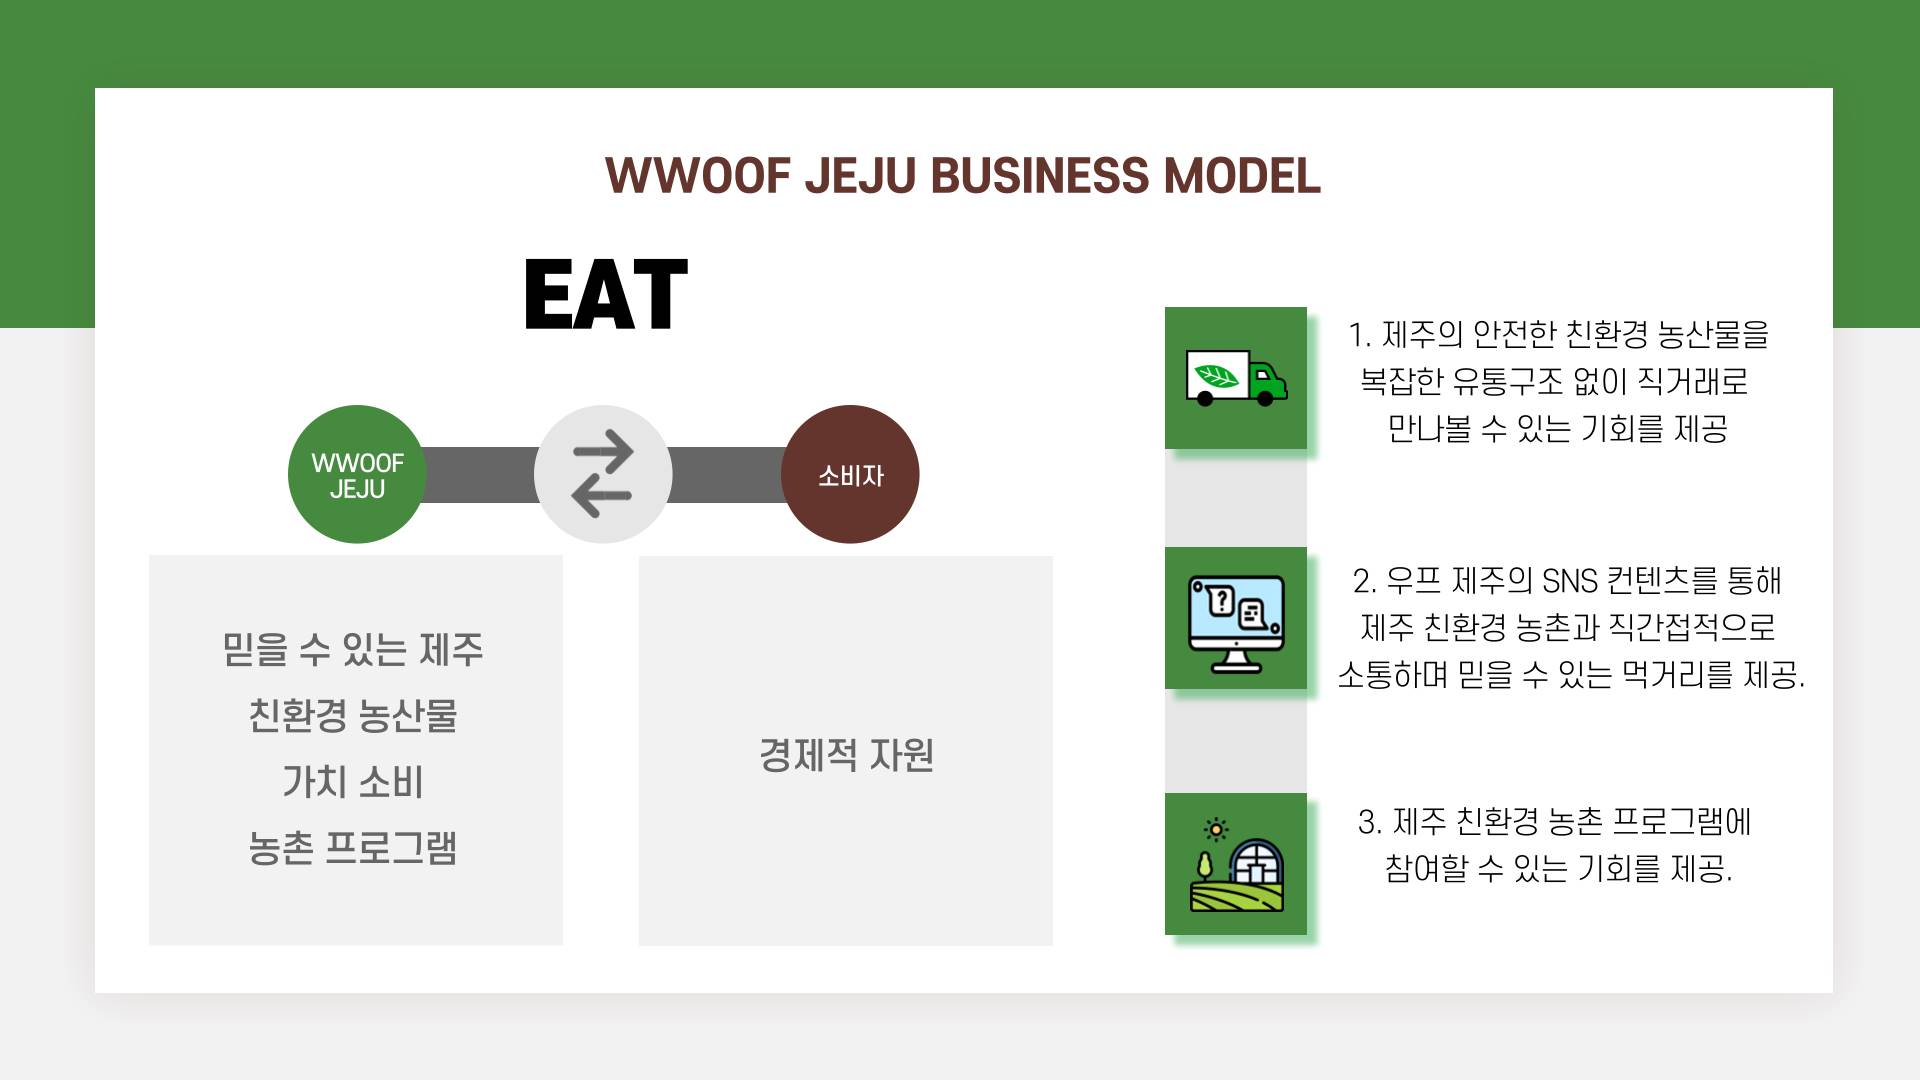 WWOOF JEJU BUSINESS MODEL
EAT
WWOOF
JEJU
소비자
믿을 수 있는 제주
친환경 농산물
가치 소비
농촌 프로그램
경제적 자원
1. 제주의 안전한 친환경 농산물을
복잡한 유통구조 없이 직거래로
만나볼 수 있는 기회를 제공
2. 우프 제주의 SNS 컨텐츠를 통해
제주 친환경 농촌과 직간접적으로
소통하며 믿을 수 있는 먹거리를 제공.
3. 제주 친환경 농촌 프로그램에
참여할 수 있는 기회를 제공.